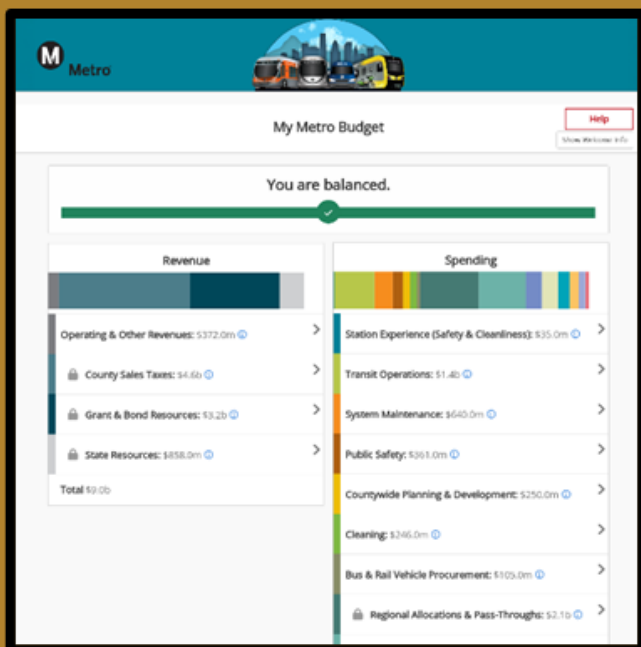 M
Metro
My Metro Budget
Help
Show Welcome Info
You are balanced.
Revenue
Operating & Other Revenues: $372.0m
County Sales Taxes: $4.6b
Grant & Bond Resources: $3.2b
State Resources: $858.0m
Total $9.0b
Spending
Station Experience (Safety & Cleanliness): $35.0m
Transit Operations: $1.4b
System Maintenance: $640.0m
Public Safety: $361.0m
Countywide Planning & Development: $250.0m
Cleaning: $246.0m
Bus & Rail Vehicle Procurement: $105.0m
Regional Allocations & Pass-Throughs: $2.1b